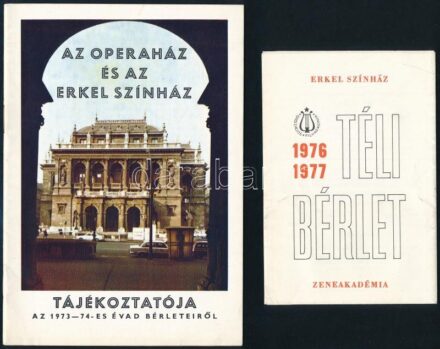 AZ OPERAHÁZ
ÉS AZ
ERKEL SZÍNHÁZ
TÁJÉKOZTATÓJA
AZ 1973—74-ES ÉVAD BÉRLETEIRŐL
ERKEL SZÍNHÁZ
1976
1977
TÉLI
BÉRLET
ZENEAKADÉMIA
darabanth